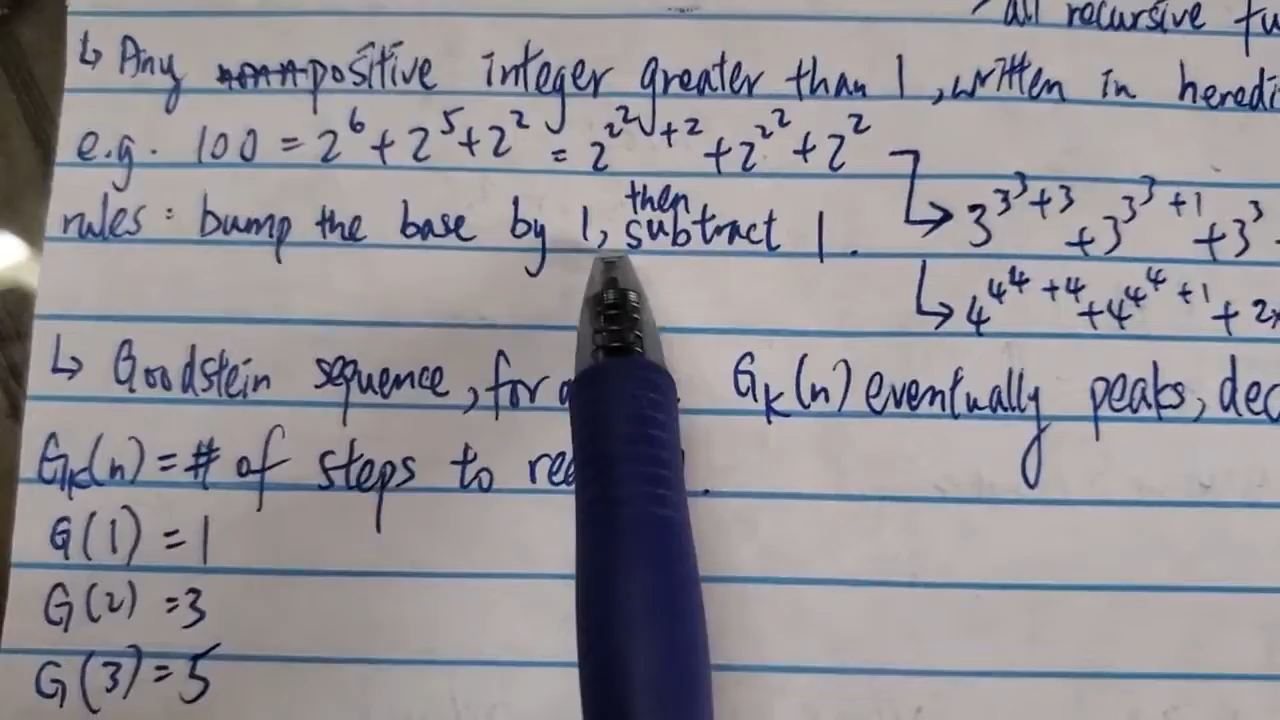 all recursive fu
↳ Any positive integer greater than 1, written in heredi
e.g. 100 = 2^6 + 2^5 + 2^2 = 2^{2^2+2} + 2^{2^2} + 2^2
↳ 3^{3^3+3} + 3^{3^3+1} + 3^3 -
rules: bump the base by 1, then subtract 1.
↳ 4^{4^4+4} + 4^{4^4+1} + 2×
↳ Goodstein sequence, for G_k(n) eventually peaks, dec
G_k(n) = # of steps to re
G(1) = 1
G(2) = 3
G(3) = 5